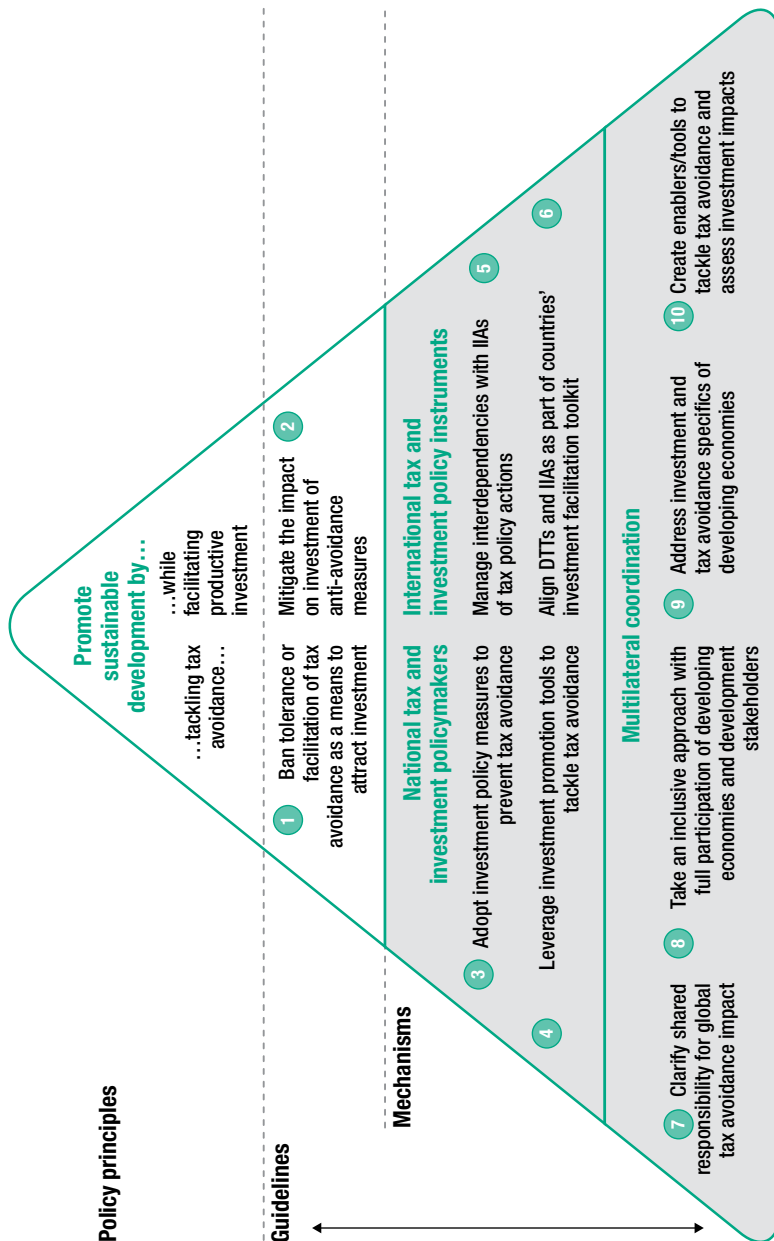 Policy principles
Promote
sustainable
development by…
…tackling tax
avoidance…
…while
facilitating
productive
investment
Guidelines
1
Ban tolerance or
facilitation of tax
avoidance as a means to
attract investment
Mitigate the impact
on investment of
anti-avoidance
measures
2
Mechanisms
National tax and
investment policymakers
International tax and
investment policy instruments
3
Adopt investment policy measures to
prevent tax avoidance
Manage interdependencies with IIAs
of tax policy actions
5
4
Leverage investment promotion tools to
tackle tax avoidance
Align DTTs and IIAs as part of countries’
investment facilitation toolkit
6
Multilateral coordination
7
Clarify shared
responsibility for global
tax avoidance impact
8
Take an inclusive approach with
full participation of developing
economies and development
stakeholders
9
Address investment and
tax avoidance specifics of
developing economies
10
Create enablers/tools to
tackle tax avoidance and
assess investment impacts